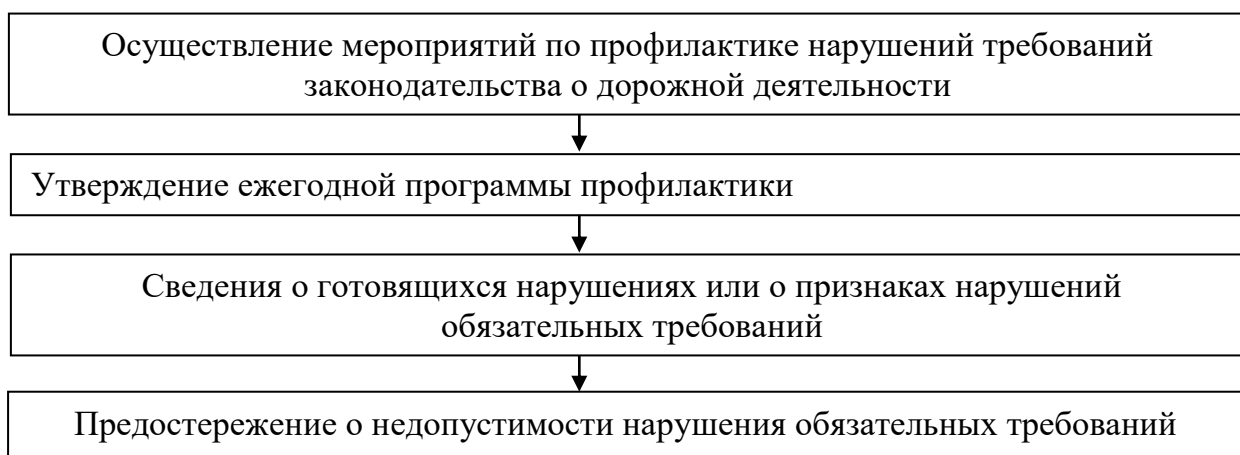 Осуществление мероприятий по профилактике нарушений требований
законодательства о дорожной деятельности
Утверждение ежегодной программы профилактики
Сведения о готовящихся нарушениях или о признаках нарушений
обязательных требований
Предостережение о недопустимости нарушения обязательных требований